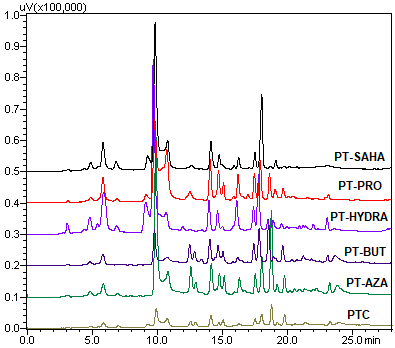 uV(x100,000)
1.0
0.9
0.8
0.7
0.6
0.5
0.4
0.3
0.2
0.1
0.0
PT-SAHA
PT-PRO
PT-HYDRA
PT-BUT
PT-AZA
PTC
0.0 5.0 10.0 15.0 20.0 25.0 min